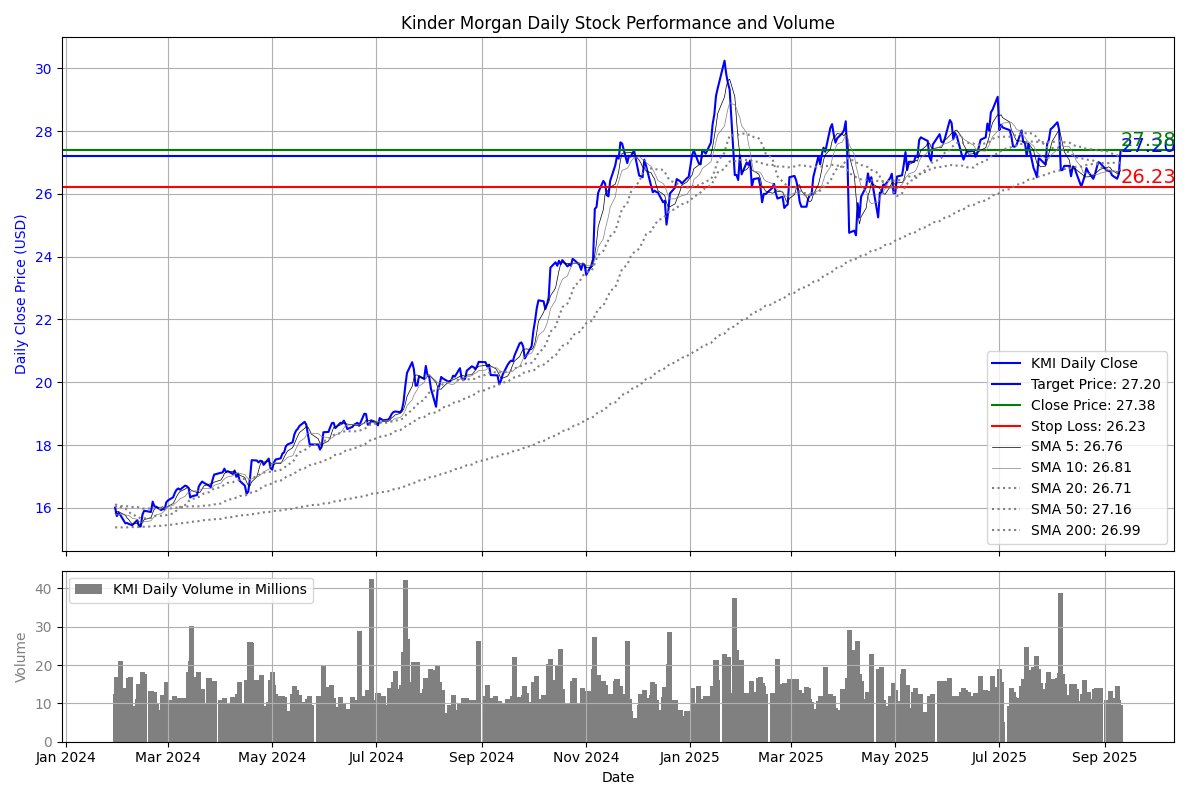 Kinder Morgan Daily Stock Performance and Volume
Daily Close Price (USD)
30
28
26
24
22
20
18
16
27.38
27.20
26.23
KMI Daily Close
Target Price: 27.20
Close Price: 27.38
Stop Loss: 26.23
SMA 5: 26.76
SMA 10: 26.81
SMA 20: 26.71
SMA 50: 27.16
SMA 200: 26.99
KMI Daily Volume in Millions
Volume
40
30
20
10
0
Jan 2024 Mar 2024 May 2024 Jul 2024 Sep 2024 Nov 2024 Jan 2025 Mar 2025 May 2025 Jul 2025 Sep 2025
Date